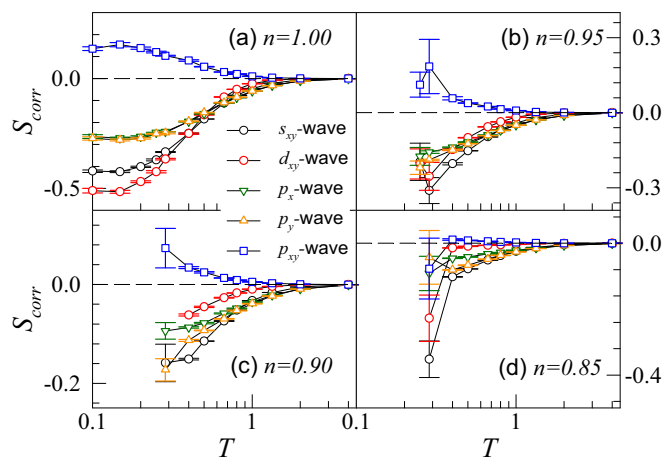 (a) n=1.00
(b) n=0.95
0.3
0.0
0.0
S_corr
s_xy-wave
d_xy-wave
p_x-wave
p_y-wave
p_xy-wave
-0.5
-0.3
0.0
0.0
S_corr
(c) n=0.90
(d) n=0.85
-0.2
-0.4
0.1
1
0.1
1
T
T